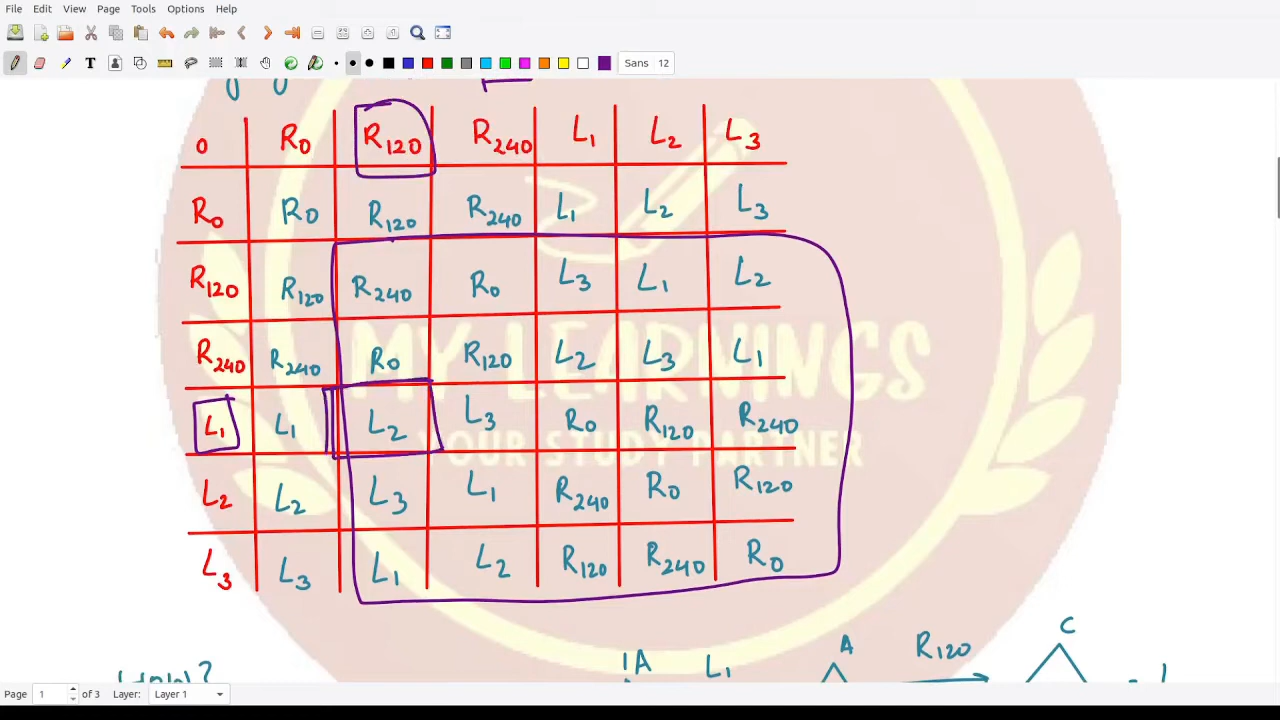 File Edit View Page Tools Options Help
Sans 12
0 R0 R120 R240 L1 L2 L3
R0 R0 R120 R240 L1 L2 L3
R120 R120 R240 R0 L3 L1 L2
R240 R240 R0 R120 L2 L3 L1
L1 L1 L2 L3 R0 R120 R240
L2 L2 L3 L1 R240 R0 R120
L3 L3 L1 L2 R120 R240 R0
MY LEARNINGS
YOUR STUDY PARTNER
C
A R120
A L1
How?
Page 1 of 3 Layer: Layer 1